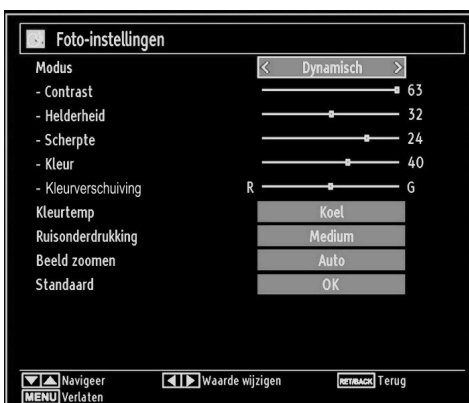 Foto-instellingen
Modus < Dynamisch >
- Contrast 63
- Helderheid 32
- Scherpte 24
- Kleur 40
- Kleurverschuiving R G
Kleurtemp Koel
Ruisonderdrukking Medium
Beeld zoomen Auto
Standaard OK
Navigeer Waarde wijzigen RET/BACK Terug
MENU Verlaten